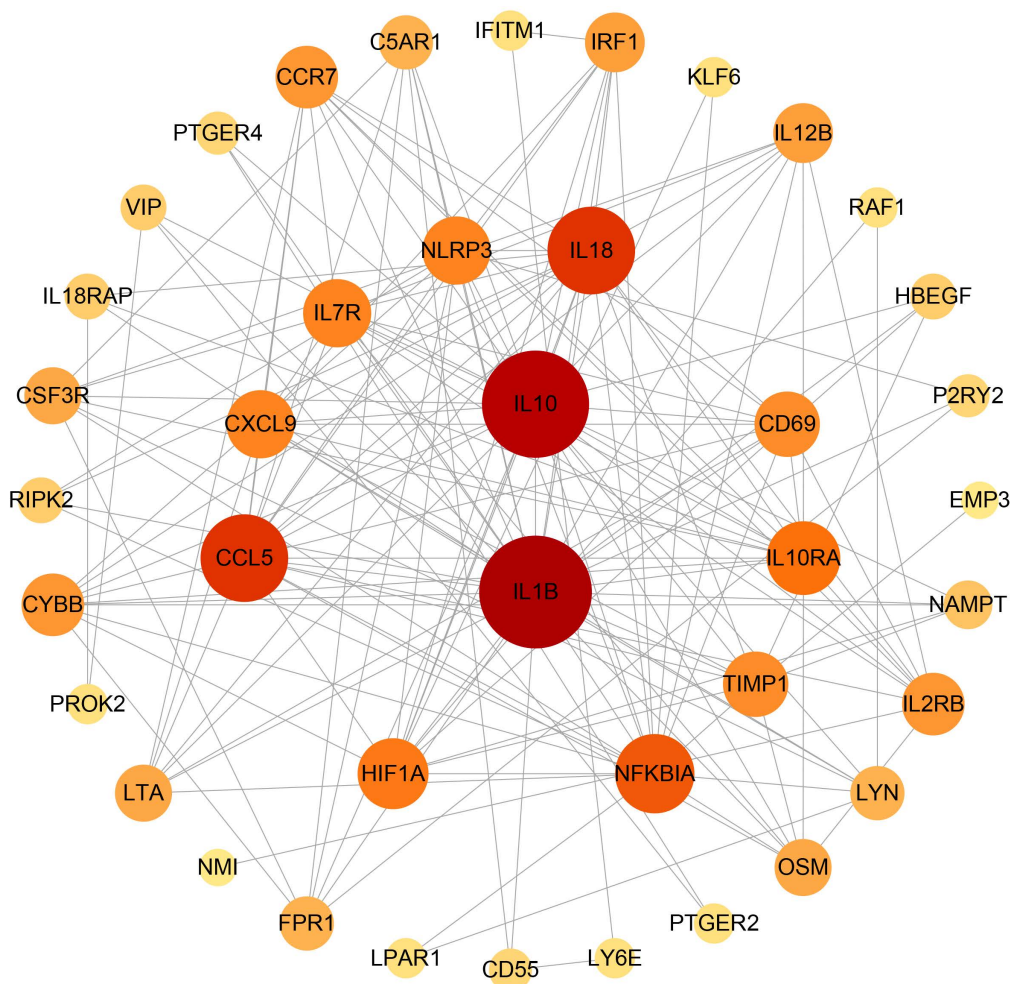 IFITM1
C5AR1
IRF1
CCR7
KLF6
PTGER4
IL12B
VIP
RAF1
NLRP3
IL18
IL18RAP
IL7R
HBEGF
CSF3R
CXCL9
IL10
CD69
P2RY2
RIPK2
EMP3
CCL5
IL10RA
CYBB
IL1B
NAMPT
PROK2
TIMP1
IL2RB
LTA
HIF1A
NFKBIA
LYN
NMI
OSM
FPR1
PTGER2
LPAR1
CD55
LY6E